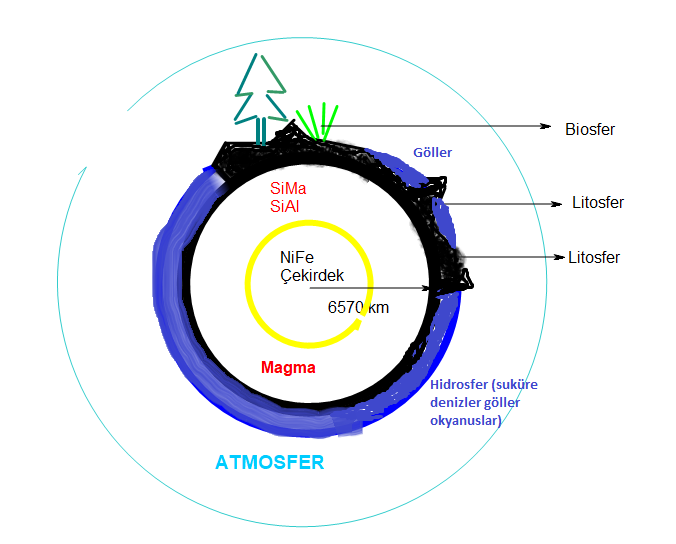 Biosfer
Göller
SiMa
SiAl
Litosfer
NiFe
Çekirdek
Litosfer
6570 km
Magma
Hidrosfer (suküre
denizler göller
okyanuslar)
ATMOSFER